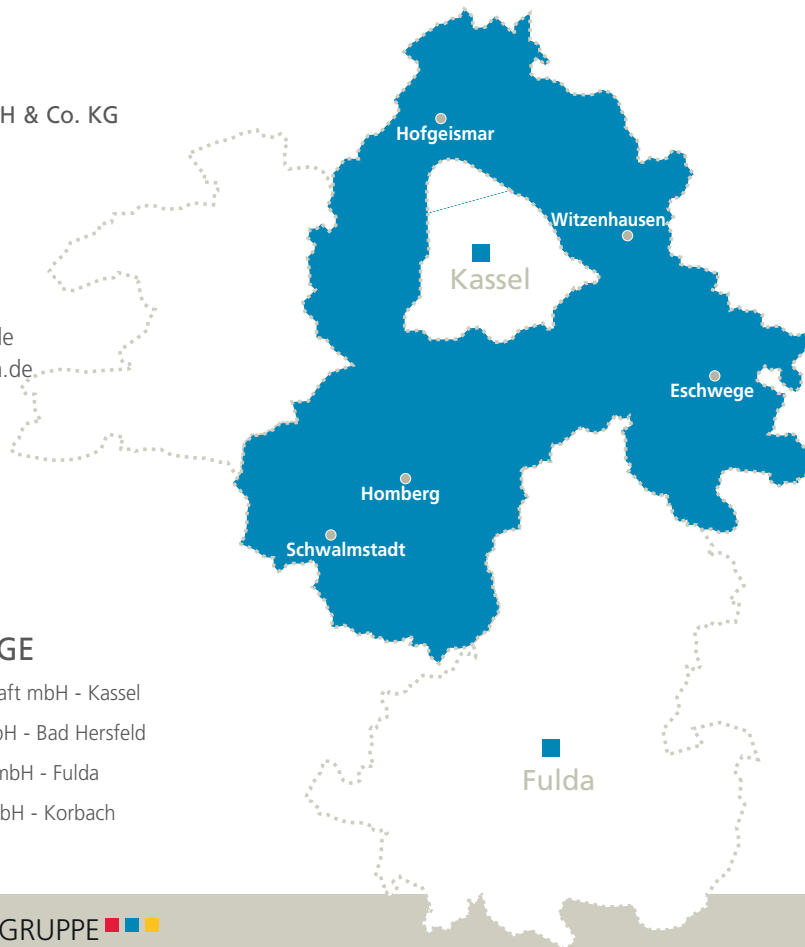 H & Co. KG
Hofgeismar
Witzenhausen
Kassel
le
.de
Eschwege
Homberg
Schwalmstadt
GE
aft mbH - Kassel
bH - Bad Hersfeld
mbH - Fulda
bH - Korbach
Fulda
GRUPPE